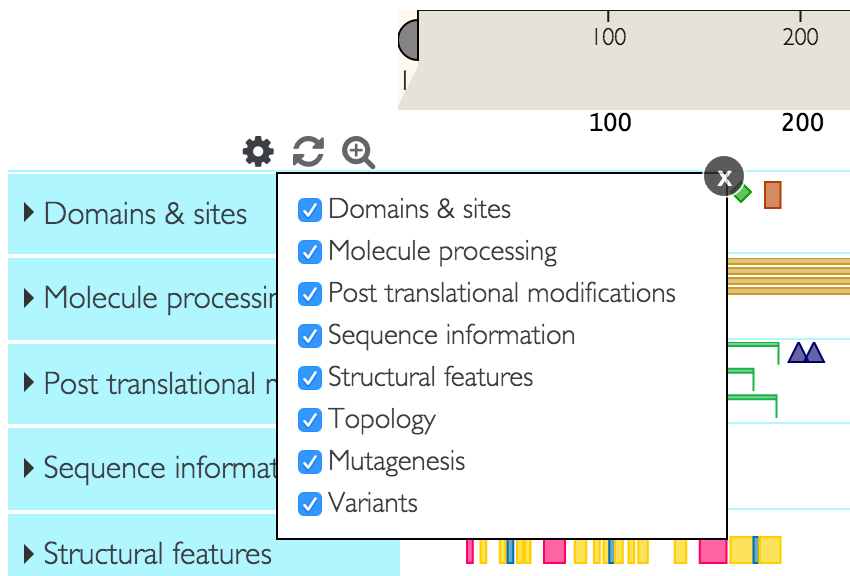 100 200
1
100 200
x
Domains & sites
Molecule processing
Post translational modifications
Sequence information
Structural features
Topology
Mutagenesis
Variants
Domains & sites
Molecule processin
Post translational
Sequence informat
Structural features